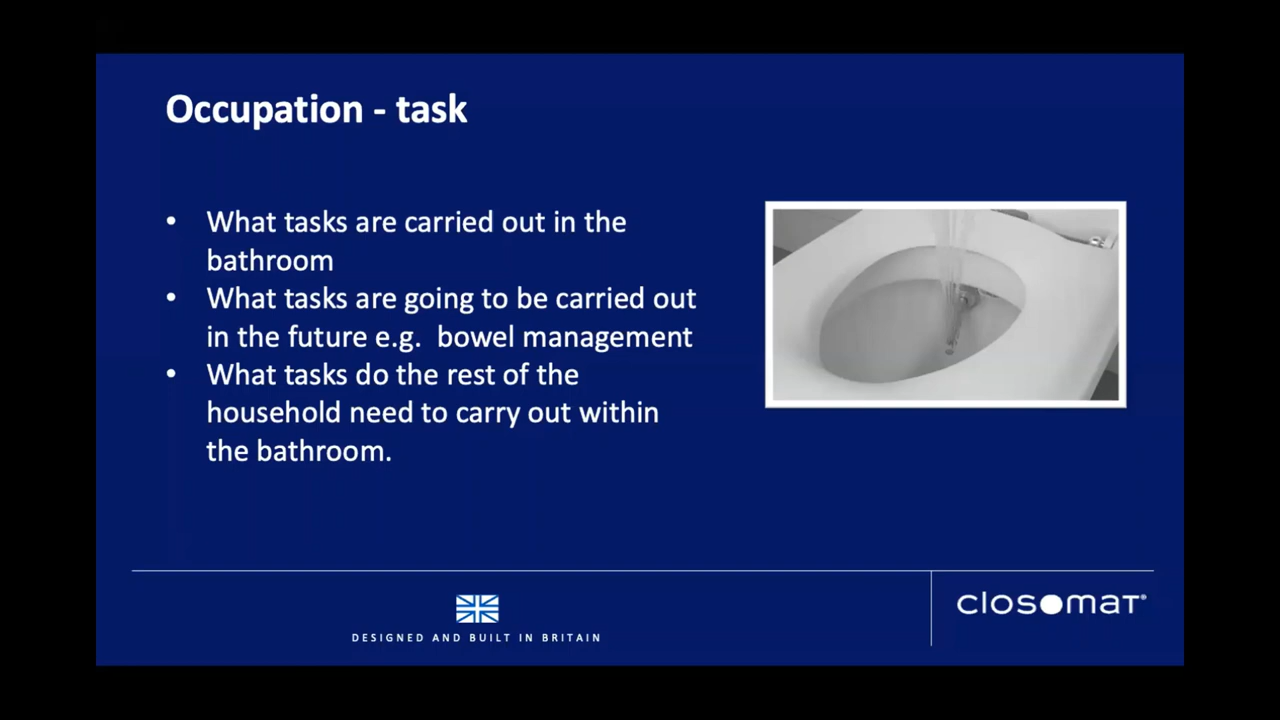 Occupation - task
• What tasks are carried out in the
bathroom
• What tasks are going to be carried out
in the future e.g.  bowel management
• What tasks do the rest of the
household need to carry out within
the bathroom.
DESIGNED AND BUILT IN BRITAIN
closomat®